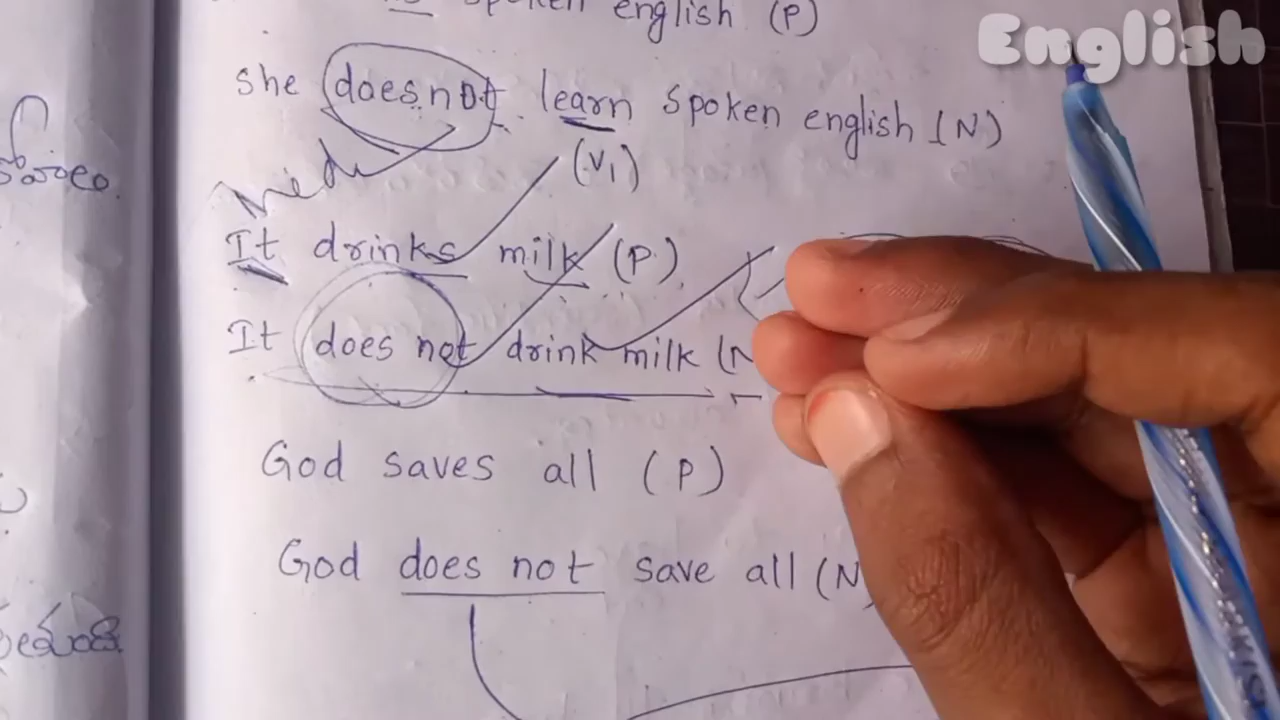 spoken english (P)
English
She does not learn spoken english (N)
(V1)
It drinks milk (P)
It does not drink milk (N
God saves all (P)
God does not save all (N)